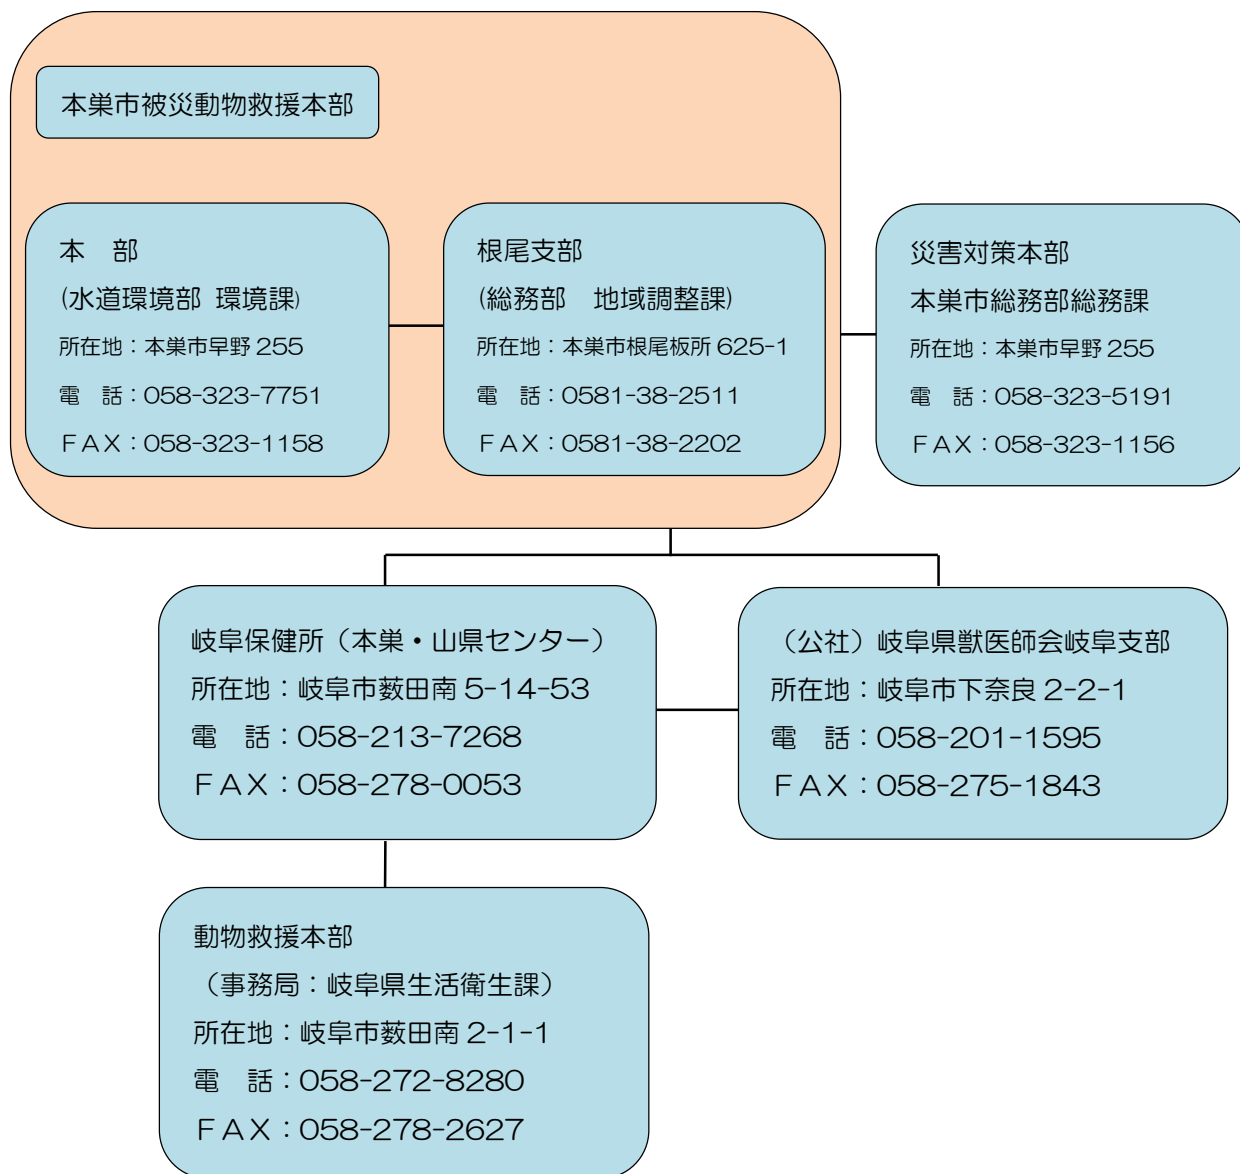 本巣市被災動物救援本部
本　部
(水道環境部 環境課)
所在地：本巣市早野 255
電　話：058-323-7751
ＦＡＸ：058-323-1158
根尾支部
(総務部　地域調整課)
所在地：本巣市根尾板所 625-1
電　話：0581-38-2511
ＦＡＸ：0581-38-2202
災害対策本部
本巣市総務部総務課
所在地：本巣市早野 255
電　話：058-323-5191
ＦＡＸ：058-323-1156
岐阜保健所（本巣・山県センター）
所在地：岐阜市薮田南 5-14-53
電　話：058-213-7268
ＦＡＸ：058-278-0053
（公社）岐阜県獣医師会岐阜支部
所在地：岐阜市下奈良 2-2-1
電　話：058-201-1595
ＦＡＸ：058-275-1843
動物救援本部
（事務局：岐阜県生活衛生課）
所在地：岐阜市薮田南 2-1-1
電　話：058-272-8280
ＦＡＸ：058-278-2627